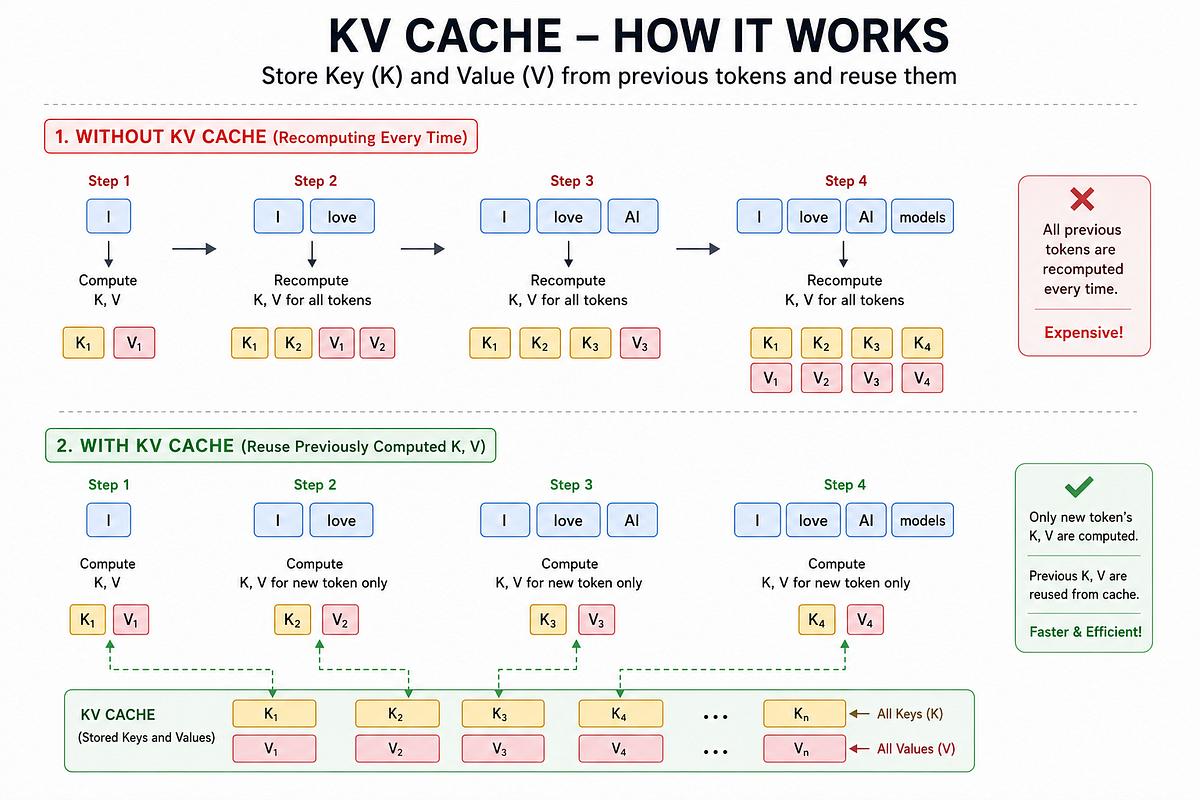 KV CACHE – HOW IT WORKS
Store Key (K) and Value (V) from previous tokens and reuse them
1. WITHOUT KV CACHE (Recomputing Every Time)
Step 1
Step 2
Step 3
Step 4
I
I love
I love AI
I love AI models
Compute
K, V
Recompute
K, V for all tokens
Recompute
K, V for all tokens
Recompute
K, V for all tokens
K₁ V₁
K₁ K₂ V₁ V₂
K₁ K₂ K₃ V₃
K₁ K₂ K₃ K₄
V₁ V₂ V₃ V₄
All previous
tokens are
recomputed
every time.
Expensive!
2. WITH KV CACHE (Reuse Previously Computed K, V)
Step 1
Step 2
Step 3
Step 4
I
I love
I love AI
I love AI models
Compute
K, V
Compute
K, V for new token only
Compute
K, V for new token only
Compute
K, V for new token only
K₁ V₁
K₂ V₂
K₃ V₃
K₄ V₄
Only new token's
K, V are computed.
Previous K, V are
reused from cache.
Faster & Efficient!
KV CACHE
(Stored Keys and Values)
K₁ K₂ K₃ K₄ ... Kₙ All Keys (K)
V₁ V₂ V₃ V₄ ... Vₙ All Values (V)